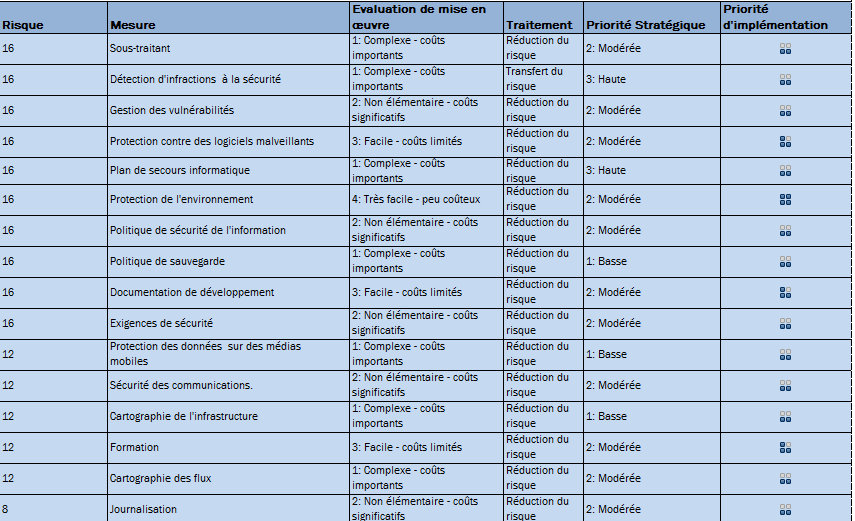 Risque Mesure Evaluation de mise en œuvre Traitement Priorité Stratégique Priorité d'implémentation
16 Sous-traitant 1: Complexe - coûts importants Réduction du risque 2: Modérée
16 Détection d'infractions à la sécurité 1: Complexe - coûts importants Transfert du risque 3: Haute
16 Gestion des vulnérabilités 2: Non élémentaire - coûts significatifs Réduction du risque 2: Modérée
16 Protection contre des logiciels malveillants 3: Facile - coûts limités Réduction du risque 2: Modérée
16 Plan de secours informatique 1: Complexe - coûts importants Réduction du risque 3: Haute
16 Protection de l'environnement 4: Très facile - peu coûteux Réduction du risque 2: Modérée
16 Politique de sécurité de l'information 2: Non élémentaire - coûts significatifs Réduction du risque 2: Modérée
16 Politique de sauvegarde 1: Complexe - coûts importants Réduction du risque 1: Basse
16 Documentation de développement 3: Facile - coûts limités Réduction du risque 2: Modérée
16 Exigences de sécurité 2: Non élémentaire - coûts significatifs Réduction du risque 2: Modérée
12 Protection des données sur des médias mobiles 1: Complexe - coûts importants Réduction du risque 1: Basse
12 Sécurité des communications. 2: Non élémentaire - coûts significatifs Réduction du risque 2: Modérée
12 Cartographie de l'infrastructure 1: Complexe - coûts importants Réduction du risque 1: Basse
12 Formation 3: Facile - coûts limités Réduction du risque 2: Modérée
12 Cartographie des flux 1: Complexe - coûts importants Réduction du risque 2: Modérée
8 Journalisation 2: Non élémentaire - coûts significatifs Réduction du risque 2: Modérée